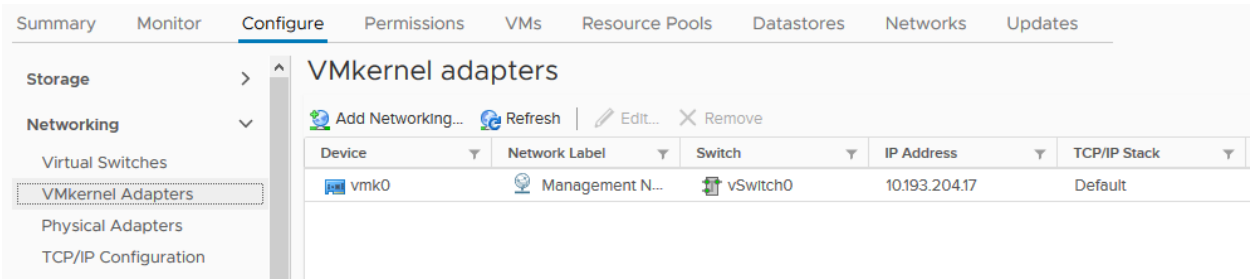 Summary Monitor Configure Permissions VMs Resource Pools Datastores Networks Updates
Storage
Networking
Virtual Switches
VMkernel Adapters
Physical Adapters
TCP/IP Configuration
VMkernel adapters
Add Networking... Refresh Edit... Remove
Device Network Label Switch IP Address TCP/IP Stack
vmk0 Management N... vSwitch0 10.193.204.17 Default